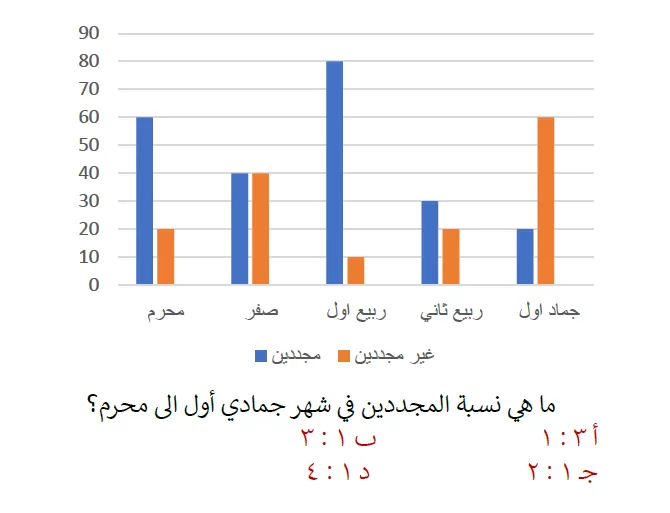 90
80
70
60
50
40
30
20
10
0
محرم صفر ربيع اول ربيع ثاني جماد اول
مجددين غير مجددين
ما هي نسبة المجددين في شهر جمادي أول الى محرم؟
أ ٣ : ١ ب ١ : ٣
جـ ١ : ٢ د ١ : ٤